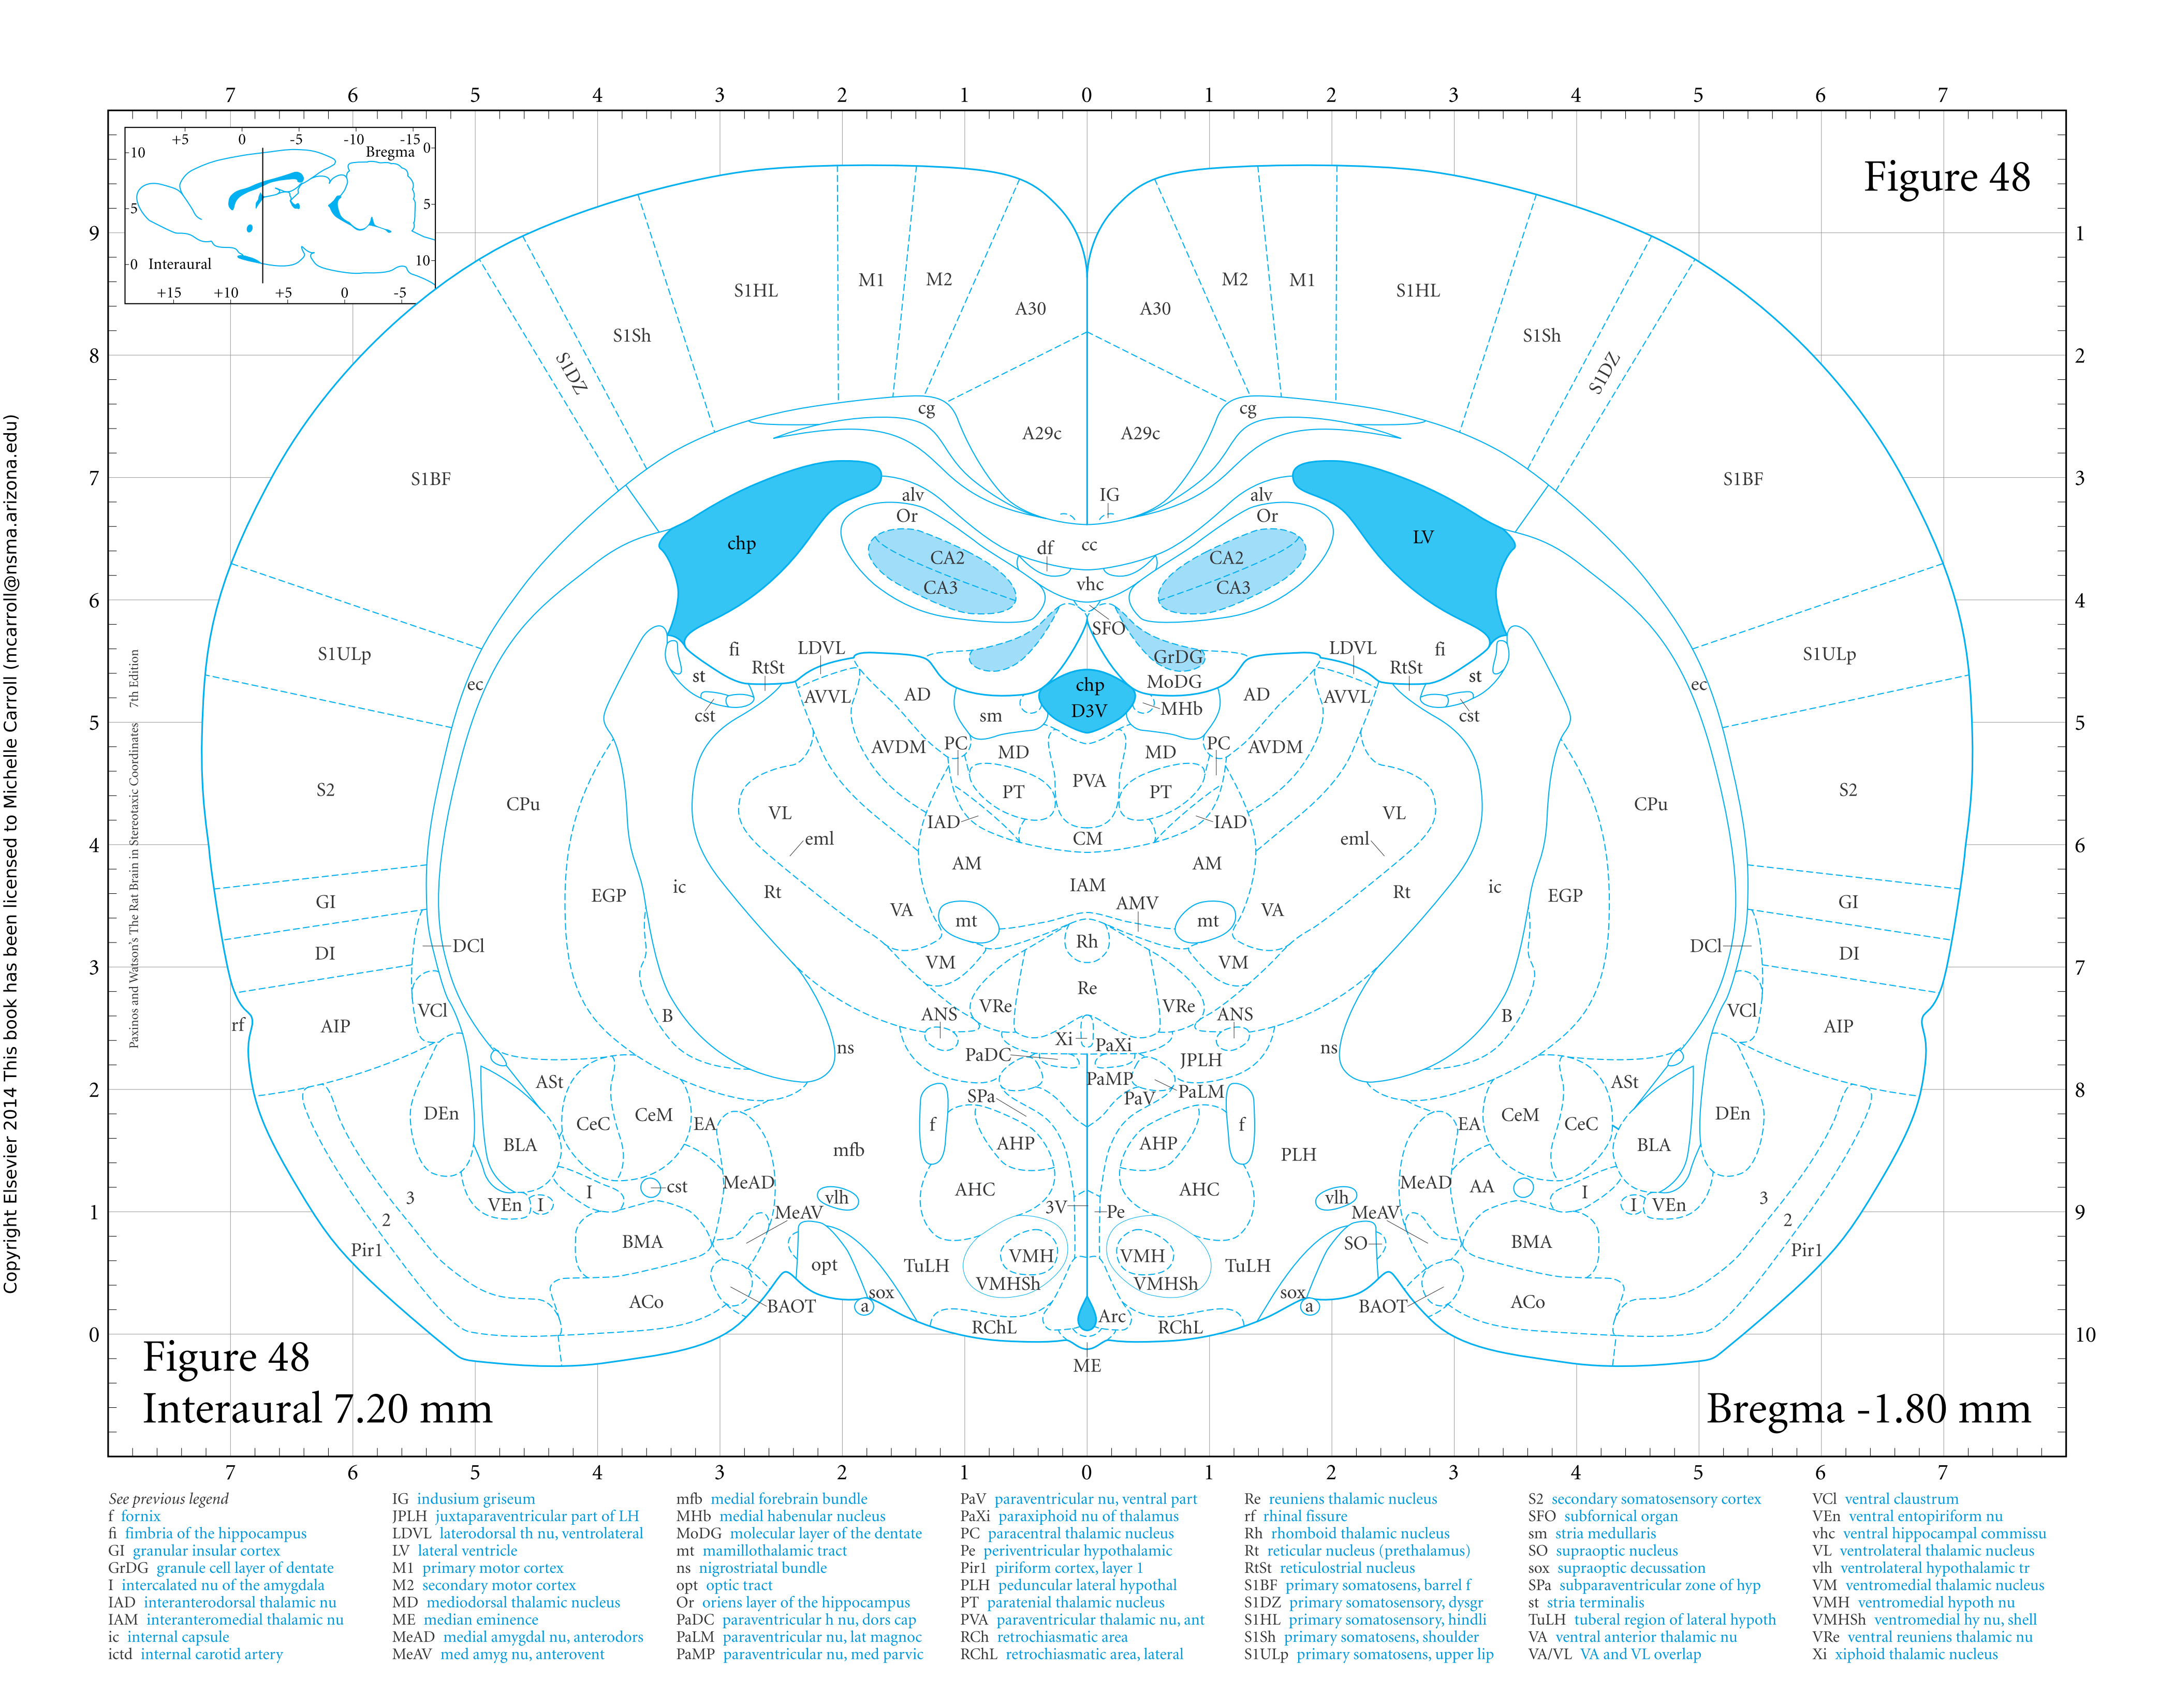 7 6 5 4 3 2 1 0 1 2 3 4 5 6 7
+5 0 -5 -10 -15
10 Bregma 0
5 5
0 Interaural 10
+15 +10 +5 0 -5
Figure 48
9 1
S1HL M1 M2 A30 A30 M2 M1 S1HL
S1Sh S1Sh
8 2
S1DZ S1DZ
cg cg
A29c A29c
7 S1BF S1BF 3
alv IG alv
Or Or
chp df cc LV
CA2 CA2
CA3 vhc CA3
6 4
SFO
S1ULp fi LDVL GrDG LDVL fi S1ULp
st RtSt MoDG RtSt st
ec chp ec
AVVL AD AD AVVL
cst sm D3V MHb cst
5 5
AVDM PC MD MD PC AVDM
PVA
S2 PT PT S2
CPu VL CPu VL
IAD IAD
eml CM eml
6
4
AM AM
EGP ic Rt IAM Rt ic EGP
GI VA AMV VA GI
mt mt
DCl Rh DCl
DI DI
3 VM VM 7
Re
VCl VRe VRe VCl
rf AIP B ANS ANS B AIP
Xi PaXi
ns PaDC JPLH ns
2 ASt PaMP ASt 8
SPa PaV PaLM
DEn CeC CeM EA f f EA CeM CeC DEn
BLA mfb AHP AHP PLH BLA
MeAD AHC AHC MeAD AA
3 VEn I I cst vlh vlh I I VEn 3
1 2 MeAV 3V Pe MeAV 2 9
Pir1 BMA SO BMA Pir1
opt TuLH VMH VMH TuLH
VMHSh VMHSh
ACo BAOT a sox sox a BAOT ACo
RChL Arc RChL
0 10
ME
Figure 48
Interaural 7.20 mm
Bregma -1.80 mm
7 6 5 4 3 2 1 0 1 2 3 4 5 6 7
Copyright Elsevier 2014 This book has been licensed to Michelle Carroll (mcarroll@nsma.arizona.edu)
Paxinos and Watson's The Rat Brain in Stereotaxic Coordinates 7th Edition
See previous legend
f fornix
fi fimbria of the hippocampus
GI granular insular cortex
GrDG granule cell layer of dentate
I intercalated nu of the amygdala
IAD interanterodorsal thalamic nu
IAM interanteromedial thalamic nu
ic internal capsule
ictd internal carotid artery
IG indusium griseum
JPLH juxtaparaventricular part of LH
LDVL laterodorsal th nu, ventrolateral
LV lateral ventricle
M1 primary motor cortex
M2 secondary motor cortex
MD mediodorsal thalamic nucleus
ME median eminence
MeAD medial amygdal nu, anterodors
MeAV med amyg nu, anterovent
mfb medial forebrain bundle
MHb medial habenular nucleus
MoDG molecular layer of the dentate
mt mamillothalamic tract
ns nigrostriatal bundle
opt optic tract
Or oriens layer of the hippocampus
PaDC paraventricular h nu, dors cap
PaLM paraventricular nu, lat magnoc
PaMP paraventricular nu, med parvic
PaV paraventricular nu, ventral part
PaXi paraxiphoid nu of thalamus
PC paracentral thalamic nucleus
Pe periventricular hypothalamic
Pir1 piriform cortex, layer 1
PLH peduncular lateral hypothal
PT paratenial thalamic nucleus
PVA paraventricular thalamic nu, ant
RCh retrochiasmatic area
RChL retrochiasmatic area, lateral
Re reuniens thalamic nucleus
rf rhinal fissure
Rh rhomboid thalamic nucleus
Rt reticular nucleus (prethalamus)
RtSt reticulostrial nucleus
S1BF primary somatosens, barrel f
S1DZ primary somatosensory, dysgr
S1HL primary somatosensory, hindli
S1Sh primary somatosens, shoulder
S1ULp primary somatosens, upper lip
S2 secondary somatosensory cortex
SFO subfornical organ
sm stria medullaris
SO supraoptic nucleus
sox supraoptic decussation
SPa subparaventricular zone of hyp
st stria terminalis
TuLH tuberal region of lateral hypoth
VA ventral anterior thalamic nu
VA/VL VA and VL overlap
VCl ventral claustrum
VEn ventral entopiriform nu
vhc ventral hippocampal commissu
VL ventrolateral thalamic nucleus
vlh ventrolateral hypothalamic tr
VM ventromedial thalamic nucleus
VMH ventromedial hypoth nu
VMHSh ventromedial hy nu, shell
VRe ventral reuniens thalamic nu
Xi xiphoid thalamic nucleus